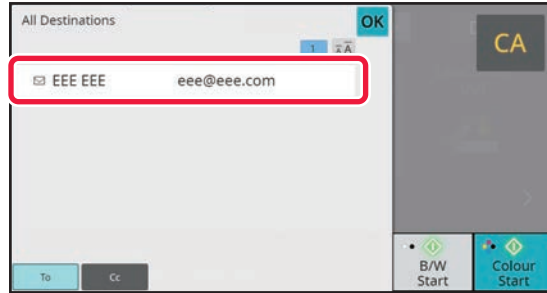 All Destinations
OK
CA
1
EEE EEE eee@eee.com
To
Cc
B/W
Start
Colour
Start